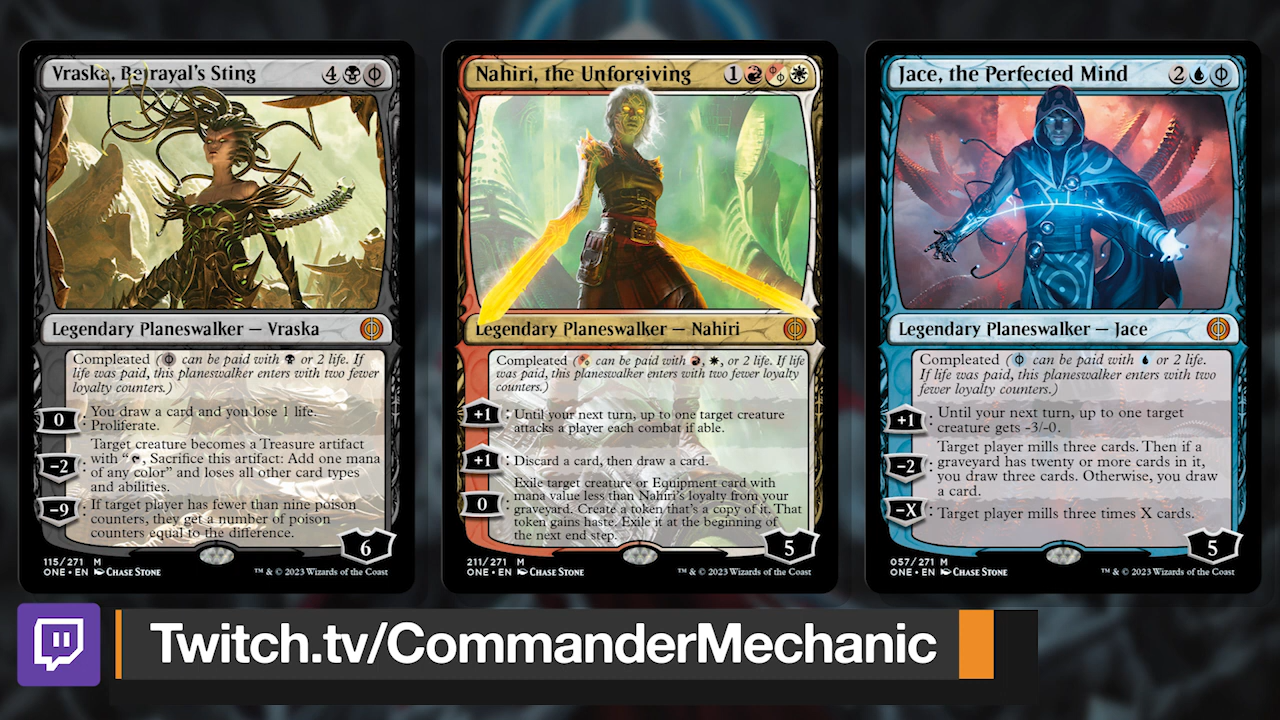 Vraska, Betrayal's Sting
4
Legendary Planeswalker — Vraska
Compleated ( can be paid with or 2 life. If
life was paid, this planeswalker enters with two fewer
loyalty counters.)
0 : You draw a card and you lose 1 life.
Proliferate.
Target creature becomes a Treasure artifact
-2 : with “ , Sacrifice this artifact: Add one mana
of any color” and loses all other card types
and abilities.
-9 : If target player has fewer than nine poison
counters, they get a number of poison
counters equal to the difference.
6
115/271 M
ONE • EN Chase Stone
™ & © 2023 Wizards of the Coast
Nahiri, the Unforgiving
1
Legendary Planeswalker — Nahiri
Compleated ( can be paid with , , or 2 life. If life
was paid, this planeswalker enters with two fewer loyalty
counters.)
+1 : Until your next turn, up to one target creature
attacks a player each combat if able.
+1 : Discard a card, then draw a card.
Exile target creature or Equipment card with
mana value less than Nahiri's loyalty from your
0 : graveyard. Create a token that's a copy of it. That
token gains haste. Exile it at the beginning of
the next end step.
5
211/271 M
ONE • EN Chase Stone
™ & © 2023 Wizards of the Coast
Jace, the Perfected Mind
2
Legendary Planeswalker — Jace
Compleated ( can be paid with or 2 life.
If life was paid, this planeswalker enters with two
fewer loyalty counters.)
+1 : Until your next turn, up to one target
creature gets -3/-0.
Target player mills three cards. Then if a
-2 : graveyard has twenty or more cards in it,
you draw three cards. Otherwise, you draw
a card.
-X : Target player mills three times X cards.
5
057/271 M
ONE • EN Chase Stone
™ & © 2023 Wizards of the Coast
Twitch.tv/CommanderMechanic